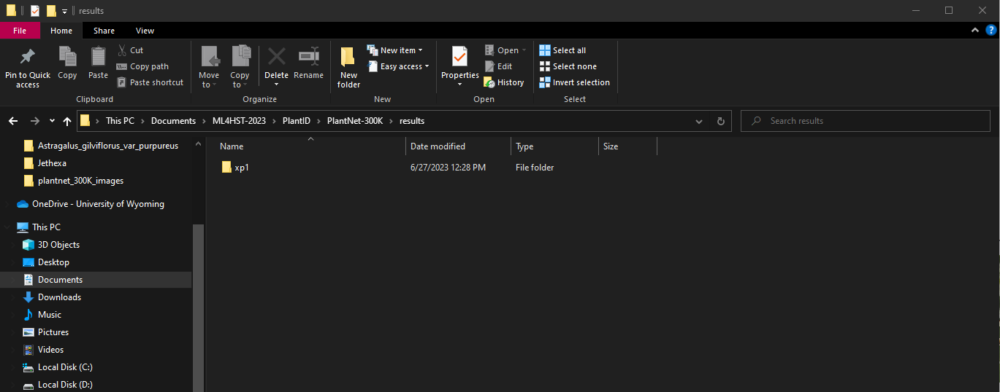 results
File Home Share View
Pin to Quick access
Copy
Paste
Cut
Copy path
Paste shortcut
Clipboard
Move to
Copy to
Delete
Rename
Organize
New folder
New item
Easy access
New
Properties
Open
Edit
History
Open
Select all
Select none
Invert selection
Select
This PC > Documents > ML4HST-2023 > PlantID > PlantNet-300K > results
Search results
Astragalus_gilviflorus_var_purpureus
Jethexa
plantnet_300K_images
OneDrive - University of Wyoming
This PC
3D Objects
Desktop
Documents
Downloads
Music
Pictures
Videos
Local Disk (C:)
Local Disk (D:)
Name Date modified Type Size
xp1 6/27/2023 12:28 PM File folder